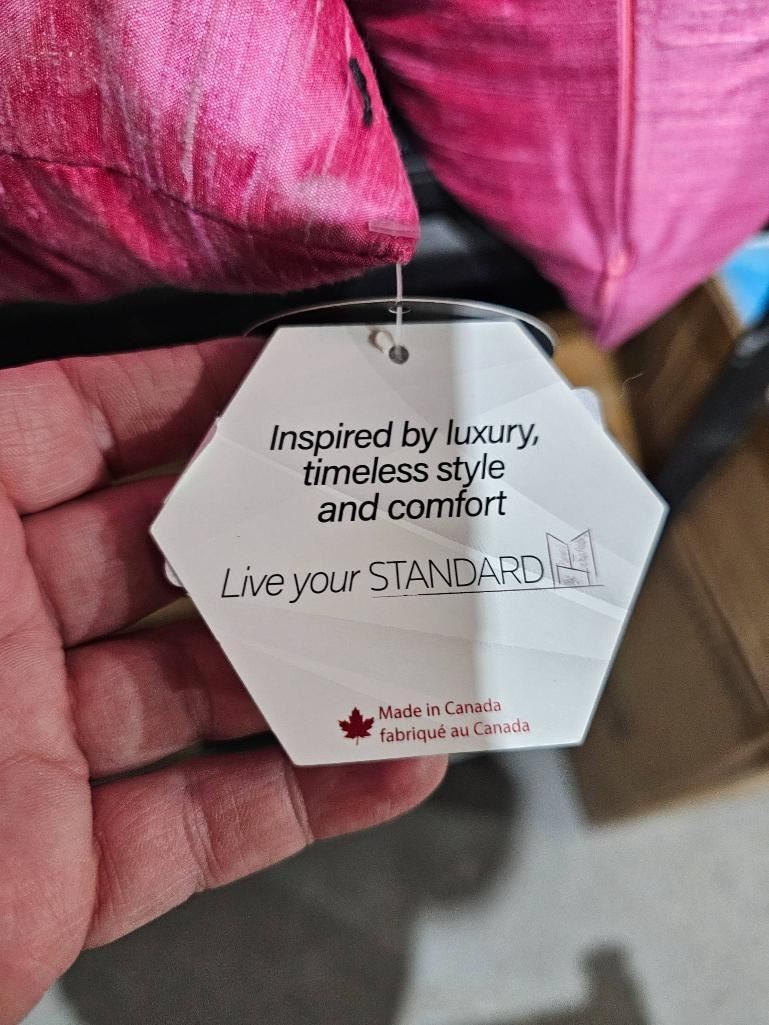 Inspired by luxury,
timeless style
and comfort
Live your STANDARD
Made in Canada
fabriqué au Canada